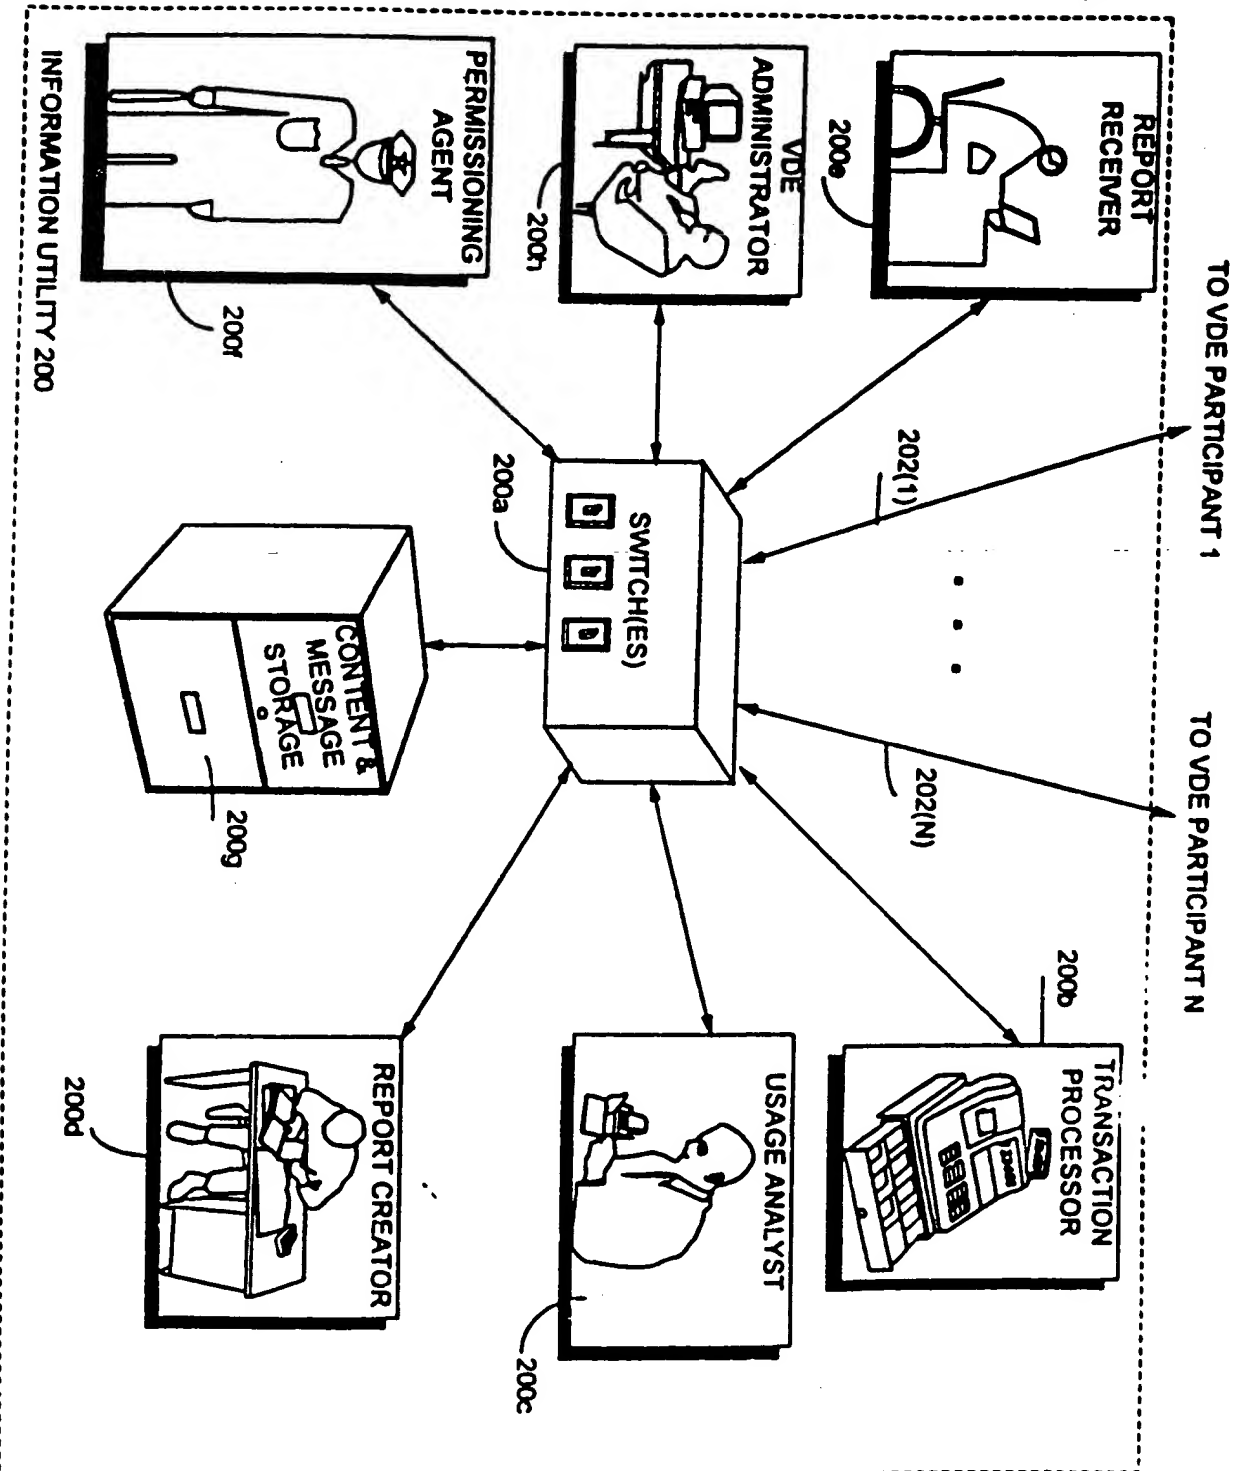 TO VDE PARTICIPANT 1
TO VDE PARTICIPANT N
REPORT
RECEIVER
200e
202(1)
202(N)
200b
TRANSACTION
PROCESSOR
VDE
ADMINISTRATOR
200h
SWITCH(ES)
200a
USAGE ANALYST
200c
PERMISSIONING
AGENT
200f
CONTENT &
MESSAGE
STORAGE
200g
REPORT CREATOR
200d
INFORMATION UTILITY 200